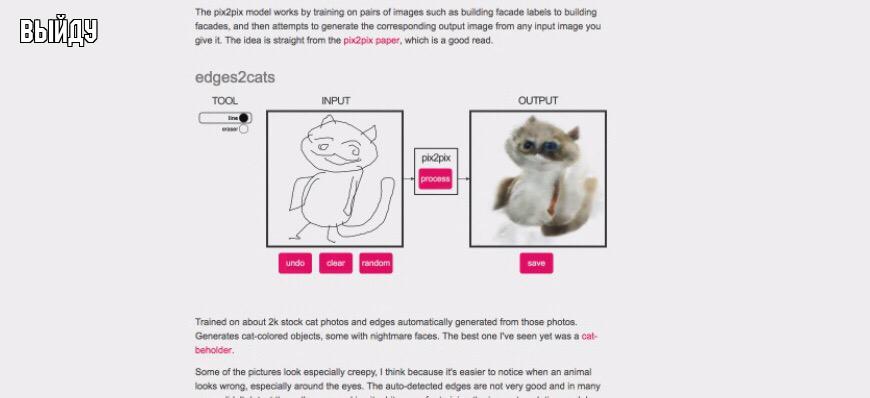 ВЫЙДУ
The pix2pix model works by training on pairs of images such as building facade labels to building
facades, and then attempts to generate the corresponding output image from any input image you
give it. The idea is straight from the pix2pix paper, which is a good read.
edges2cats
TOOL
INPUT
OUTPUT
line
eraser
pix2pix
process
undo
clear
random
save
Trained on about 2k stock cat photos and edges automatically generated from those photos.
Generates cat-colored objects, some with nightmare faces. The best one I've seen yet was a cat-
beholder.
Some of the pictures look especially creepy, I think because it's easier to notice when an animal
looks wrong, especially around the eyes. The auto-detected edges are not very good and in many